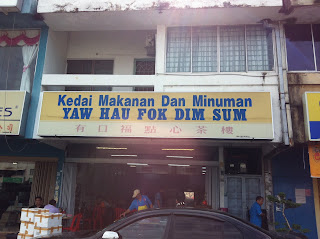 Kedai Makanan Dan Minuman
YAW HAU FOK DIM SUM
有口福點心茶樓